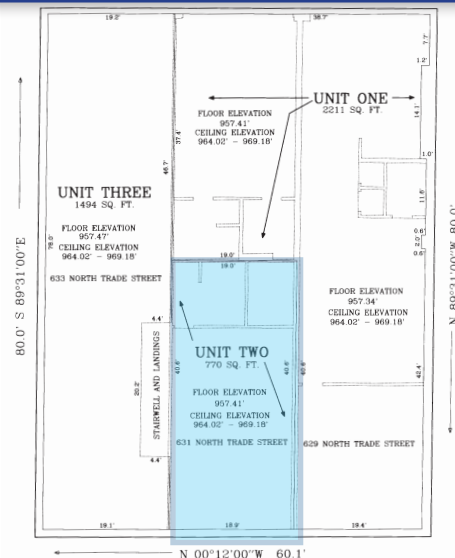 19.2'
38.7'
7.7'
1.2'
UNIT ONE
2211 SQ. FT.
14.1'
FLOOR ELEVATION
957.41'
CEILING ELEVATION
964.02' - 969.18'
37.4'
1.0'
46.7'
UNIT THREE
1494 SQ. FT.
11.8'
FLOOR ELEVATION
957.47'
CEILING ELEVATION
964.02' - 969.18'
78.0'
0.6'
2.0'
0.6'
19.0'
19.0'
633 NORTH TRADE STREET
80.0' S 89°31'00"E
N 89°31'00"W 80.0'
FLOOR ELEVATION
957.34'
CEILING ELEVATION
964.02' - 969.18'
4.4'
STAIRWELL AND LANDINGS
20.2'
4.4'
UNIT TWO
770 SQ. FT.
40.6'
40.6'
40.6'
42.4'
FLOOR ELEVATION
957.41'
CEILING ELEVATION
964.02' - 969.18'
631 NORTH TRADE STREET
629 NORTH TRADE STREET
19.1'
18.9'
19.4'
N 00°12'00"W 60.1'